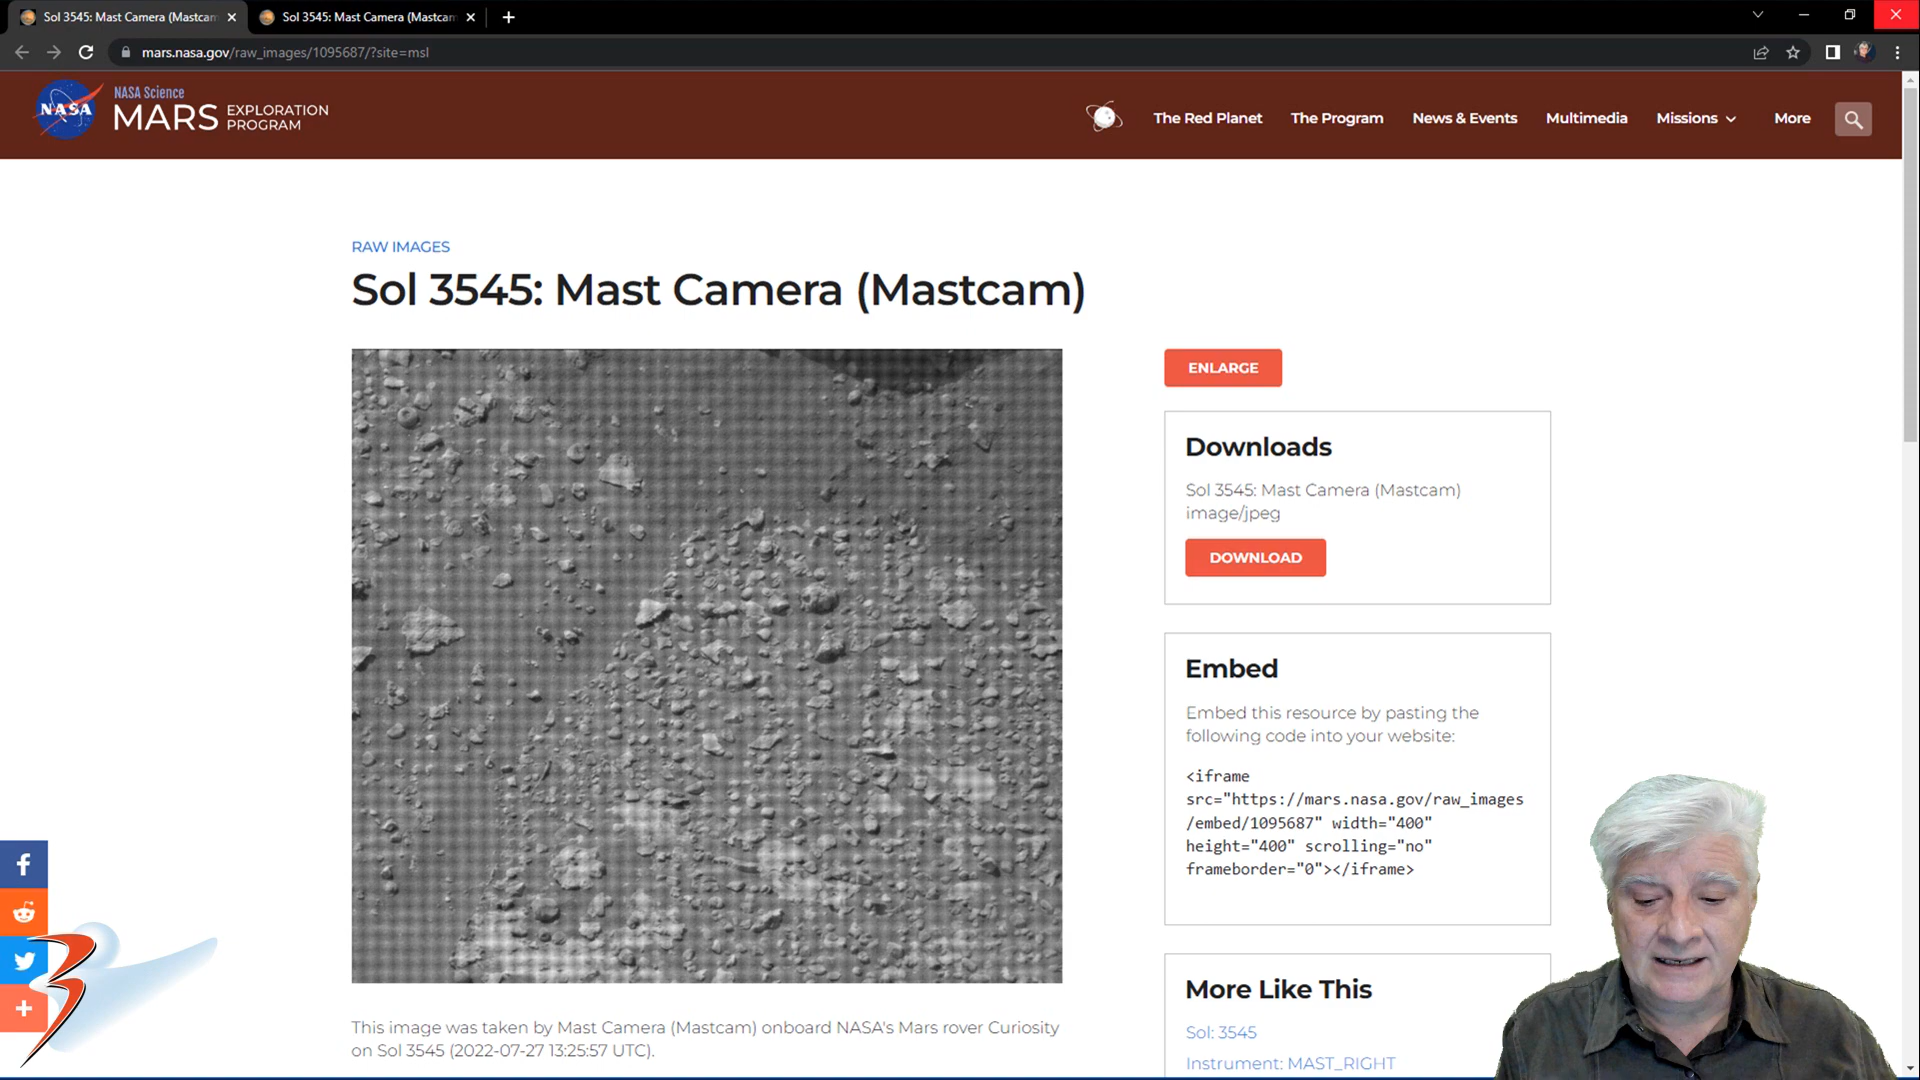 Sol 3545: Mast Camera (Mastcam
Sol 3545: Mast Camera (Mastcam
mars.nasa.gov/raw_images/1095687/?site=msl
NASA
NASA Science
MARS EXPLORATION PROGRAM
The Red Planet
The Program
News & Events
Multimedia
Missions
More
RAW IMAGES
Sol 3545: Mast Camera (Mastcam)
ENLARGE
Downloads
Sol 3545: Mast Camera (Mastcam)
image/jpeg
DOWNLOAD
Embed
Embed this resource by pasting the
following code into your website:
<iframe
src="https://mars.nasa.gov/raw_images
/embed/1095687" width="400"
height="400" scrolling="no"
frameborder="0"></iframe>
More Like This
Sol: 3545
Instrument: MAST_RIGHT
This image was taken by Mast Camera (Mastcam) onboard NASA's Mars rover Curiosity
on Sol 3545 (2022-07-27 13:25:57 UTC).